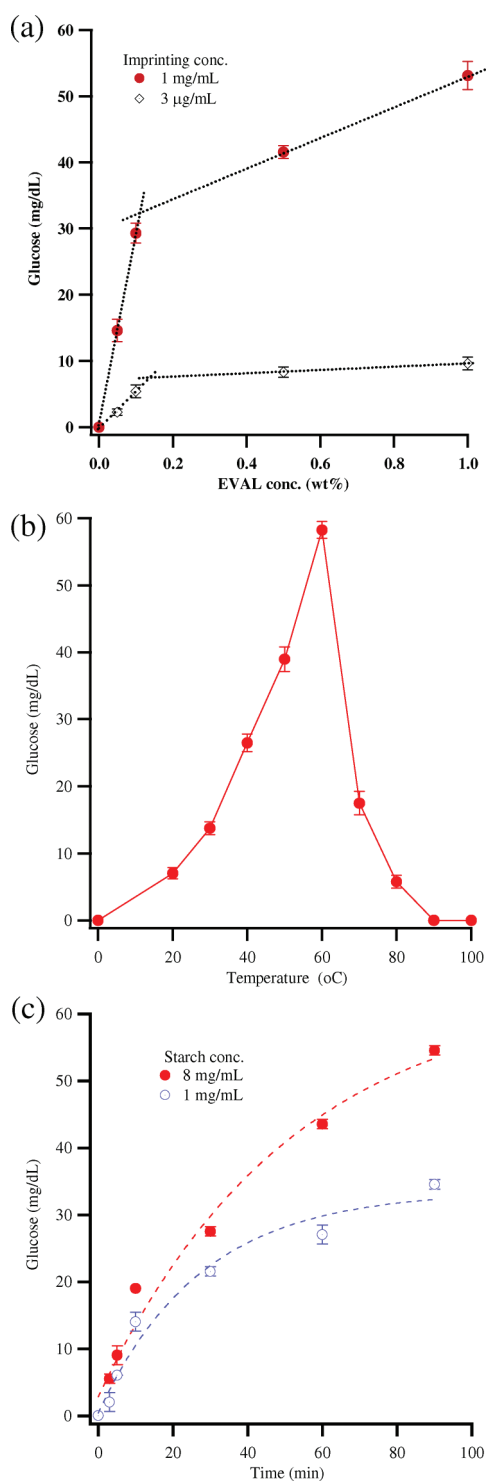 (a)
60
50
40
30
20
10
0
Glucose (mg/dL)
Imprinting conc.
1 mg/mL
3 μg/mL
0.0 0.2 0.4 0.6 0.8 1.0
EVAL conc. (wt%)
(b)
60
50
40
30
20
10
0
Glucose (mg/dL)
0 20 40 60 80 100
Temperature (oC)
(c)
60
50
40
30
20
10
0
Glucose (mg/dL)
Starch conc.
8 mg/mL
1 mg/mL
0 20 40 60 80 100
Time (min)